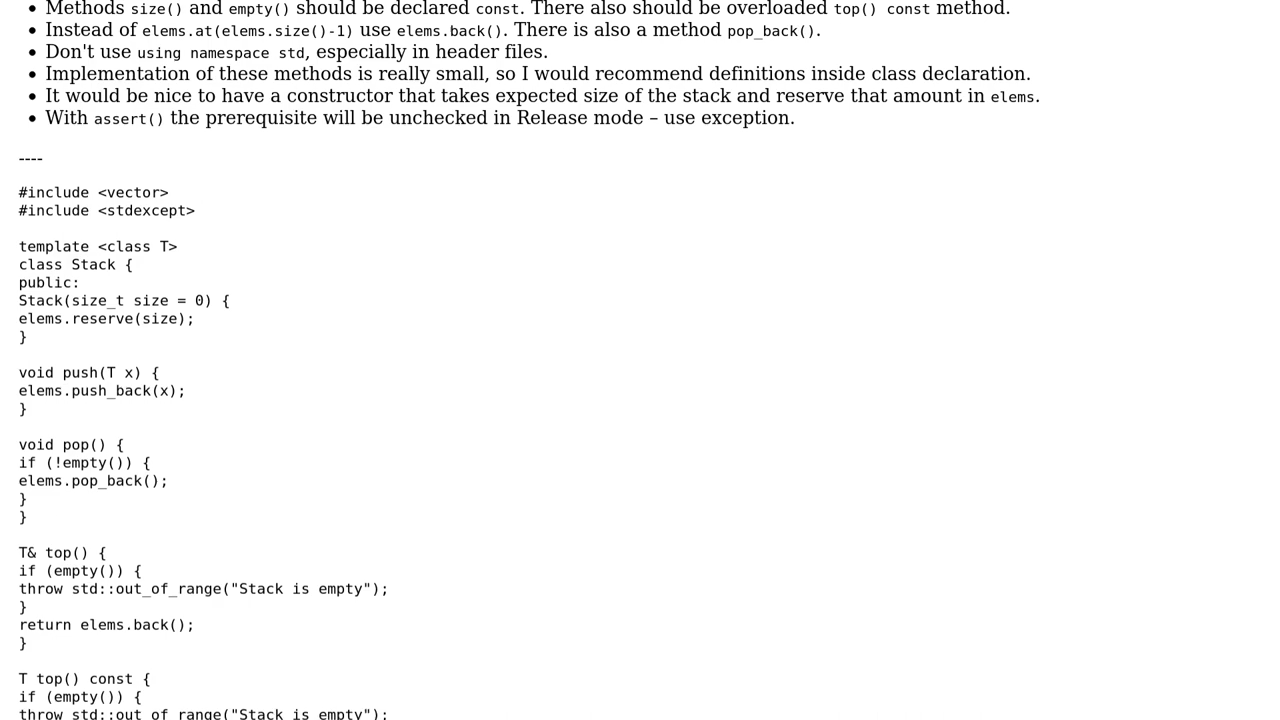 • Methods size() and empty() should be declared const. There also should be overloaded top() const method.
• Instead of elems.at(elems.size()-1) use elems.back(). There is also a method pop_back().
• Don't use using namespace std, especially in header files.
• Implementation of these methods is really small, so I would recommend definitions inside class declaration.
• It would be nice to have a constructor that takes expected size of the stack and reserve that amount in elems.
• With assert() the prerequisite will be unchecked in Release mode – use exception.
----
#include <vector>
#include <stdexcept>
template <class T>
class Stack {
public:
Stack(size_t size = 0) {
elems.reserve(size);
}
void push(T x) {
elems.push_back(x);
}
void pop() {
if (!empty()) {
elems.pop_back();
}
}
T& top() {
if (empty()) {
throw std::out_of_range("Stack is empty");
}
return elems.back();
}
T top() const {
if (empty()) {
throw std::out_of_range("Stack is empty");